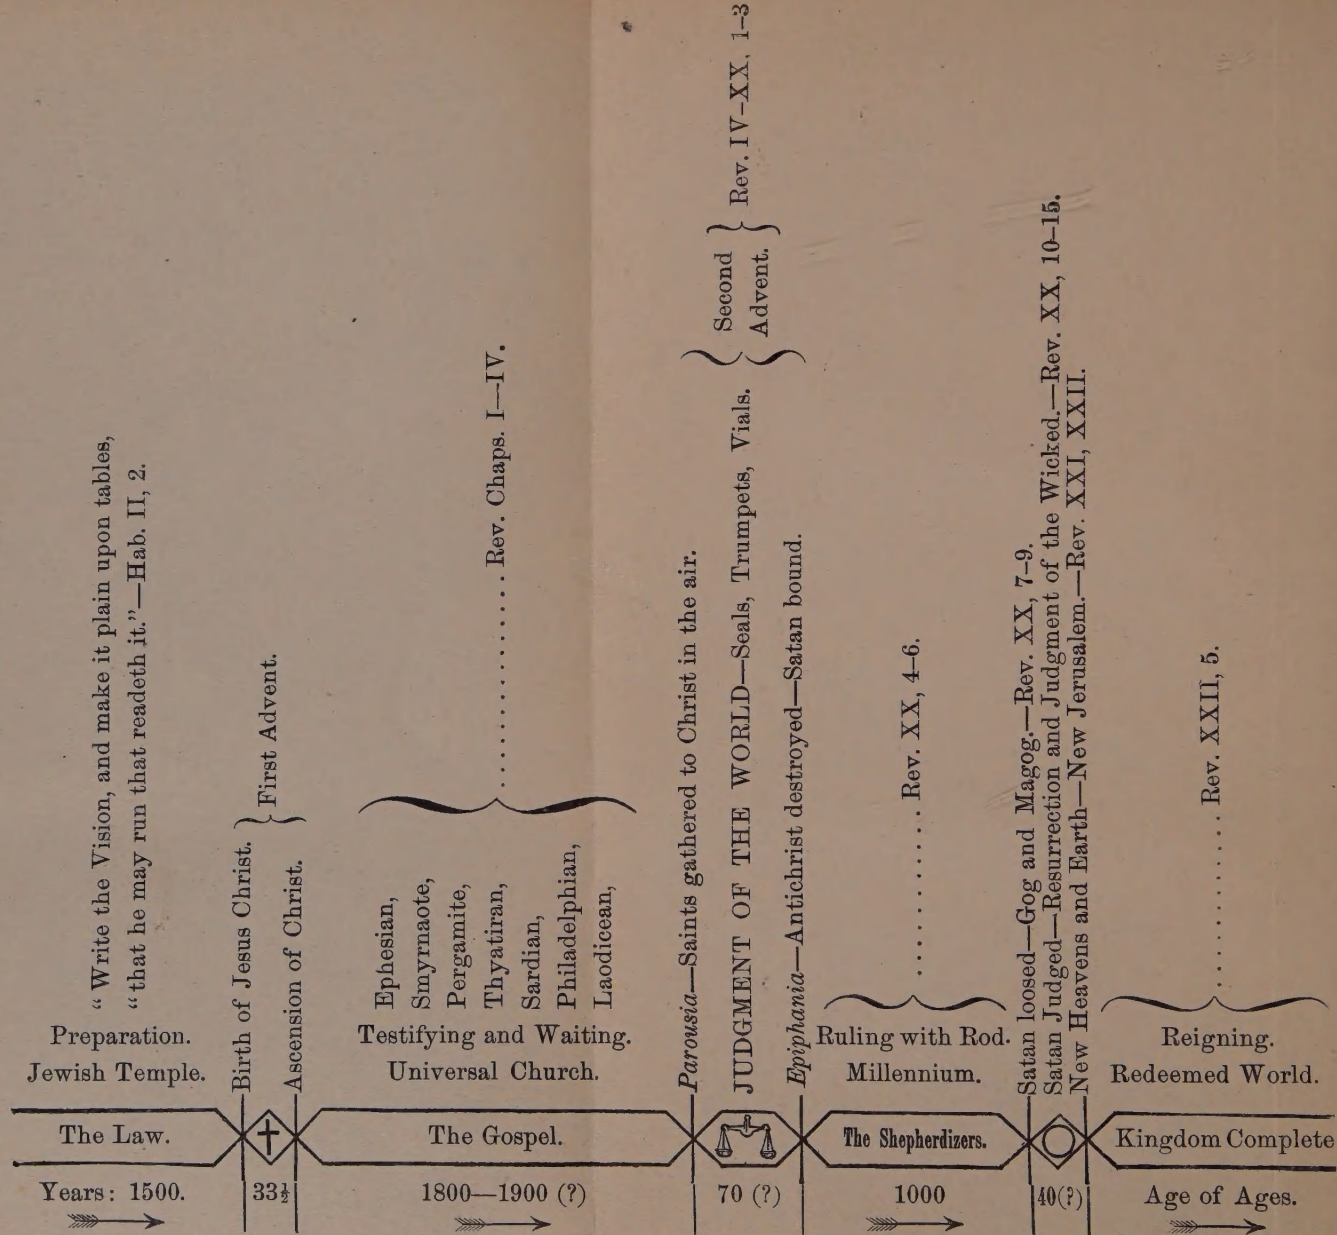 “Write the Vision, and make it plain upon tables,
“that he may run that readeth it.”—Hab. II, 2.
Preparation.
Jewish Temple.
The Law.
Years: 1500.
Birth of Jesus Christ.
Ascension of Christ.
First Advent.
33½
Ephesian,
Smyrnaote,
Pergamite,
Thyatiran,
Sardian,
Philadelphian,
Laodicean,
. . . . . . . . . . . . . . Rev. Chaps. I—IV.
Testifying and Waiting.
Universal Church.
The Gospel.
1800—1900 (?)
Parousia—Saints gathered to Christ in the air.
JUDGMENT OF THE WORLD—Seals, Trumpets, Vials.
Epiphania—Antichrist destroyed—Satan bound.
Second
Advent.
Rev. IV–XX, 1–3
70 (?)
. . . . . . . . . . . Rev. XX, 4–6.
Ruling with Rod.
Millennium.
The Shepherdizers.
1000
Satan loosed—Gog and Magog.—Rev. XX, 7–9.
Satan Judged—Resurrection and Judgment of the Wicked.—Rev. XX, 10–15.
New Heavens and Earth—New Jerusalem.—Rev. XXI, XXII.
40(?)
. . . . . . . . . . . Rev. XXII, 5.
Reigning.
Redeemed World.
Kingdom Complete
Age of Ages.